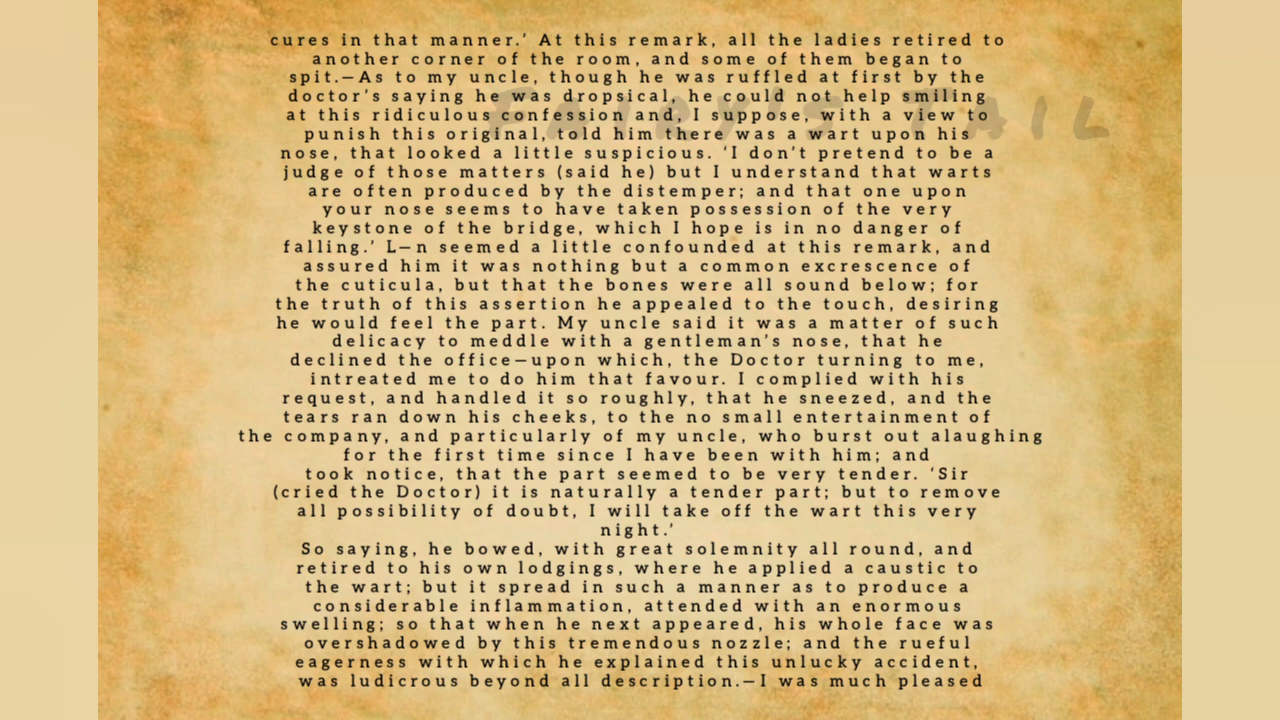 cures in that manner.’ At this remark, all the ladies retired to
another corner of the room, and some of them began to
spit.—As to my uncle, though he was ruffled at first by the
doctor’s saying he was dropsical, he could not help smiling
at this ridiculous confession and, I suppose, with a view to
punish this original, told him there was a wart upon his
nose, that looked a little suspicious. ‘I don’t pretend to be a
judge of those matters (said he) but I understand that warts
are often produced by the distemper; and that one upon
your nose seems to have taken possession of the very
keystone of the bridge, which I hope is in no danger of
falling.’ L—n seemed a little confounded at this remark, and
assured him it was nothing but a common excrescence of
the cuticula, but that the bones were all sound below; for
the truth of this assertion he appealed to the touch, desiring
he would feel the part. My uncle said it was a matter of such
delicacy to meddle with a gentleman’s nose, that he
declined the office—upon which, the Doctor turning to me,
intreated me to do him that favour. I complied with his
request, and handled it so roughly, that he sneezed, and the
tears ran down his cheeks, to the no small entertainment of
the company, and particularly of my uncle, who burst out alaughing
for the first time since I have been with him; and
took notice, that the part seemed to be very tender. ‘Sir
(cried the Doctor) it is naturally a tender part; but to remove
all possibility of doubt, I will take off the wart this very
night.’
So saying, he bowed, with great solemnity all round, and
retired to his own lodgings, where he applied a caustic to
the wart; but it spread in such a manner as to produce a
considerable inflammation, attended with an enormous
swelling; so that when he next appeared, his whole face was
overshadowed by this tremendous nozzle; and the rueful
eagerness with which he explained this unlucky accident,
was ludicrous beyond all description.—I was much pleased
TAIL